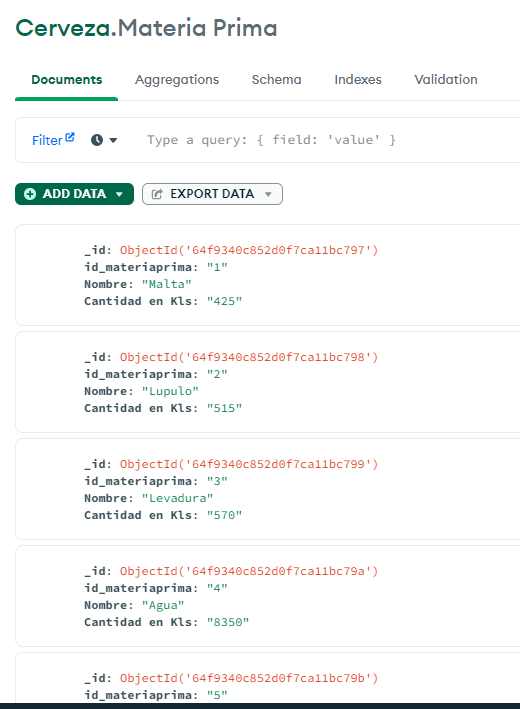 Cerveza.Materia Prima
Documents Aggregations Schema Indexes Validation
Filter Type a query: { field: 'value' }
ADD DATA EXPORT DATA
_id: ObjectId('64f9340c852d0f7ca11bc797')
id_materiaprima: "1"
Nombre: "Malta"
Cantidad en Kls: "425"
_id: ObjectId('64f9340c852d0f7ca11bc798')
id_materiaprima: "2"
Nombre: "Lupulo"
Cantidad en Kls: "515"
_id: ObjectId('64f9340c852d0f7ca11bc799')
id_materiaprima: "3"
Nombre: "Levadura"
Cantidad en Kls: "570"
_id: ObjectId('64f9340c852d0f7ca11bc79a')
id_materiaprima: "4"
Nombre: "Agua"
Cantidad en Kls: "8350"
_id: ObjectId('64f9340c852d0f7ca11bc79b')
id_materiaprima: "5"